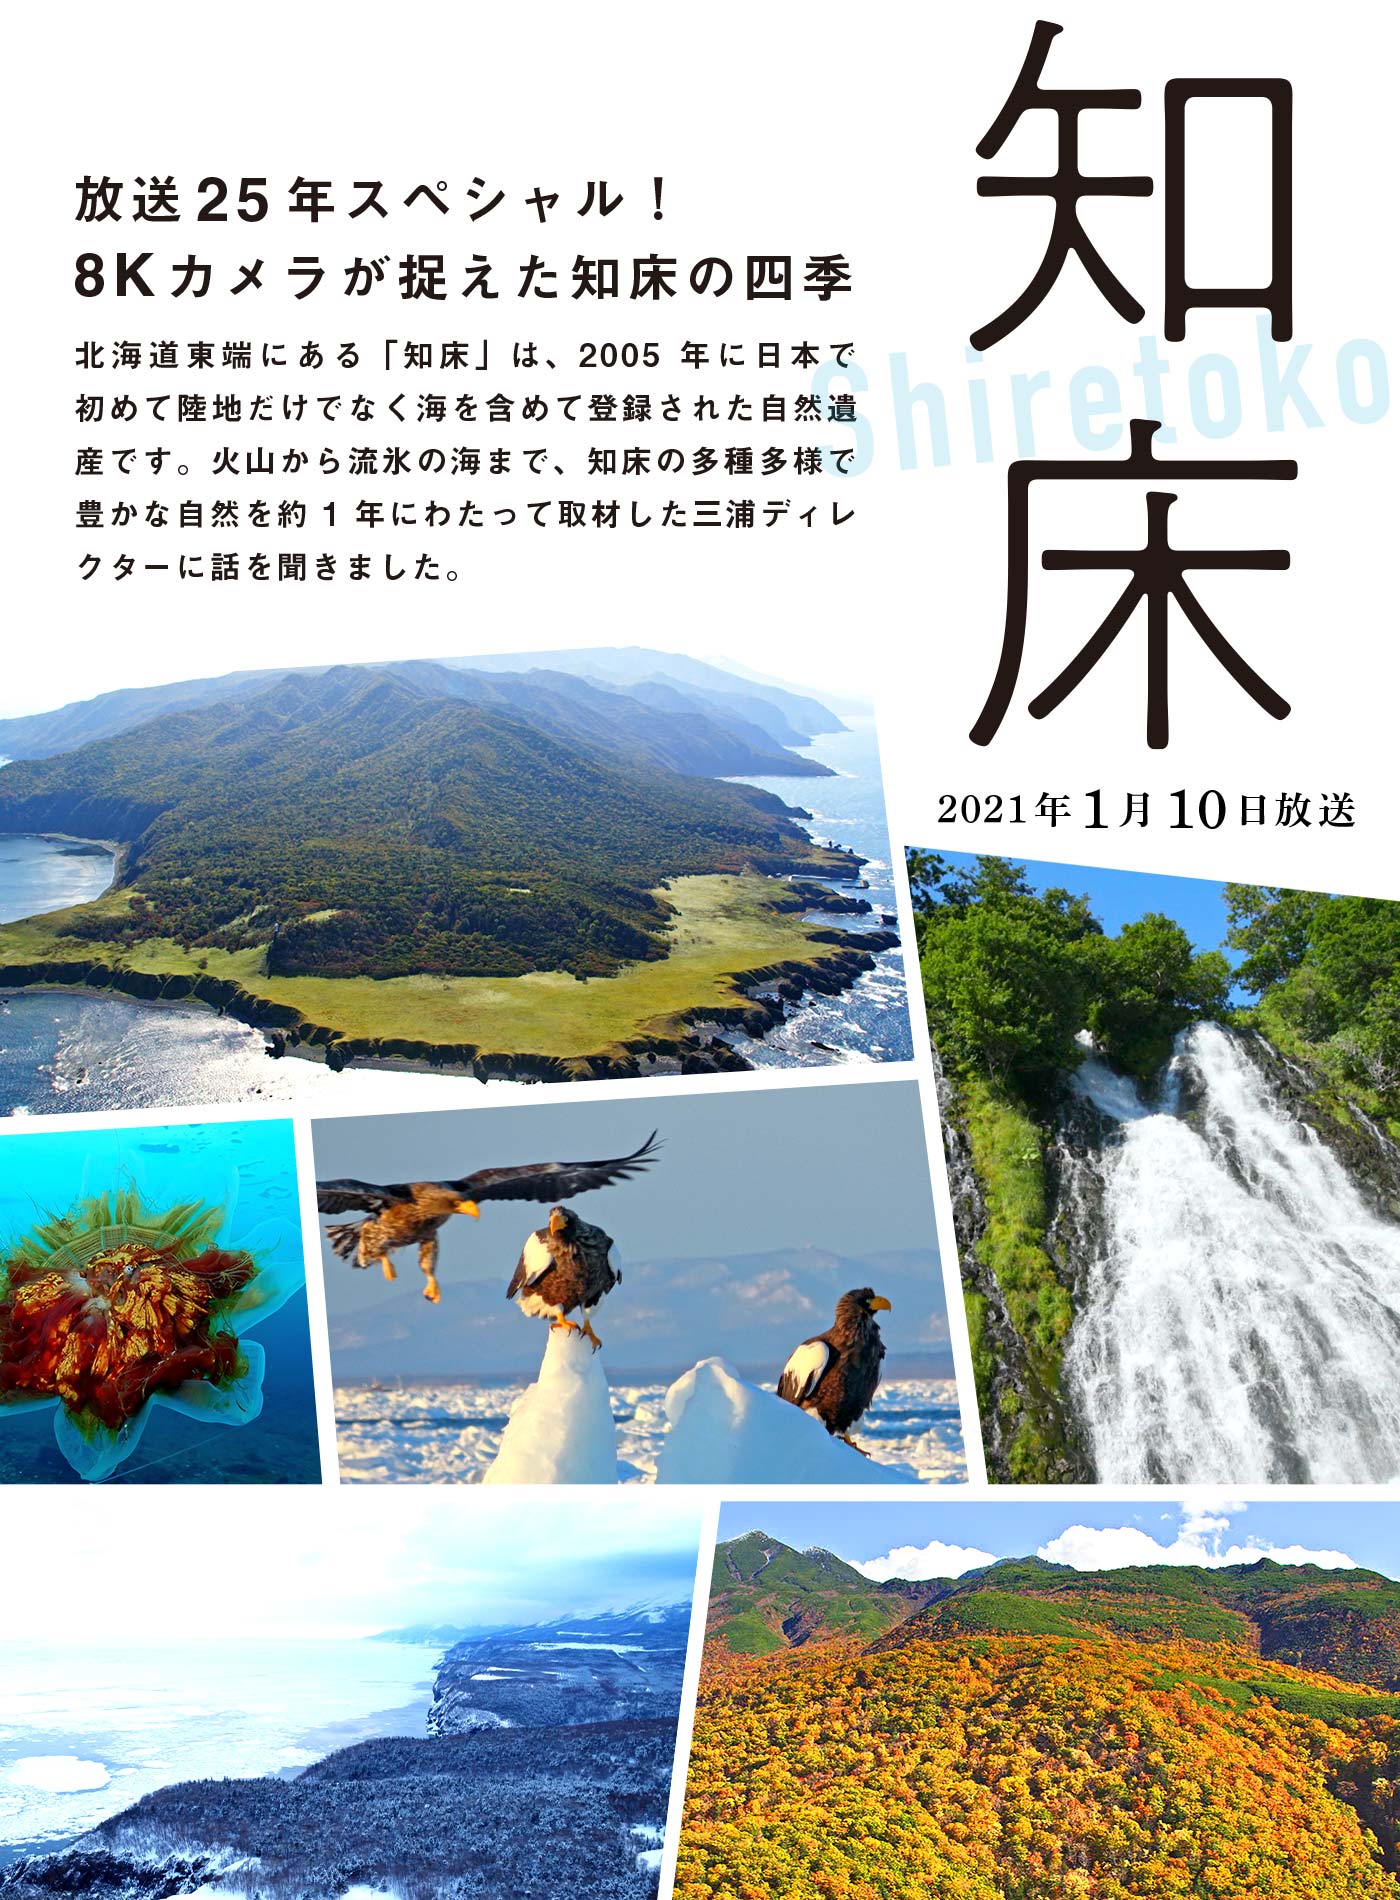 知床
Shiretoko
放送25年スペシャル！
8Kカメラが捉えた知床の四季
北海道東端にある「知床」は、2005 年に日本で
初めて陸地だけでなく海を含めて登録された自然遺
産です。火山から流氷の海まで、知床の多種多様で
豊かな自然を約 1 年にわたって取材した三浦ディレ
クターに話を聞きました。
2021年1月10日放送